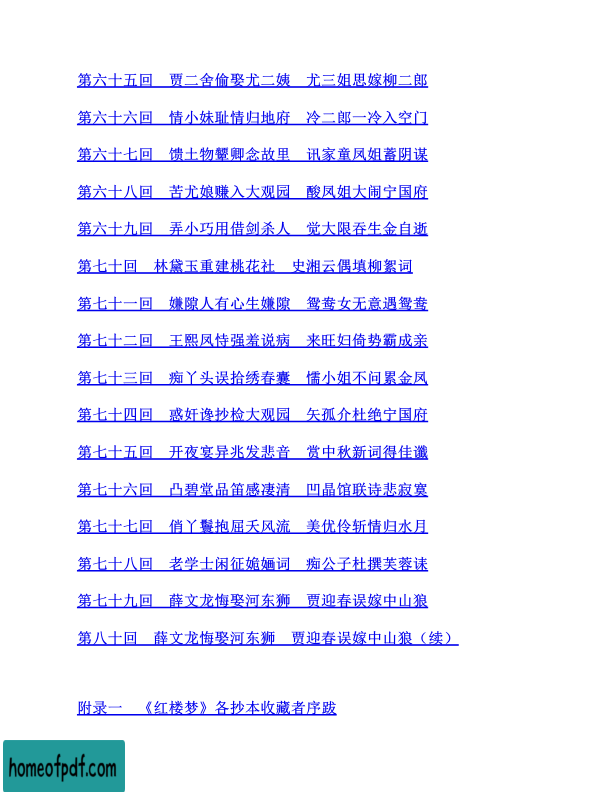 第六十五回　贾二舍偷娶尤二姨　尤三姐思嫁柳二郎
第六十六回　情小妹耻情归地府　冷二郎一冷入空门
第六十七回　馈土物颦卿念故里　讯家童凤姐蓄阴谋
第六十八回　苦尤娘赚入大观园　酸凤姐大闹宁国府
第六十九回　弄小巧用借剑杀人　觉大限吞生金自逝
第七十回　林黛玉重建桃花社　史湘云偶填柳絮词
第七十一回　嫌隙人有心生嫌隙　鸳鸯女无意遇鸳鸯
第七十二回　王熙凤恃强羞说病　来旺妇倚势霸成亲
第七十三回　痴丫头误拾绣春囊　懦小姐不问累金凤
第七十四回　惑奸谗抄检大观园　矢孤介杜绝宁国府
第七十五回　开夜宴异兆发悲音　赏中秋新词得佳谶
第七十六回　凸碧堂品笛感凄清　凹晶馆联诗悲寂寞
第七十七回　俏丫鬟抱屈夭风流　美优伶斩情归水月
第七十八回　老学士闲征姽婳词　痴公子杜撰芙蓉诔
第七十九回　薛文龙悔娶河东狮　贾迎春误嫁中山狼
第八十回　薛文龙悔娶河东狮　贾迎春误嫁中山狼（续）
附录一　《红楼梦》各抄本收藏者序跋
homeofpdf.com